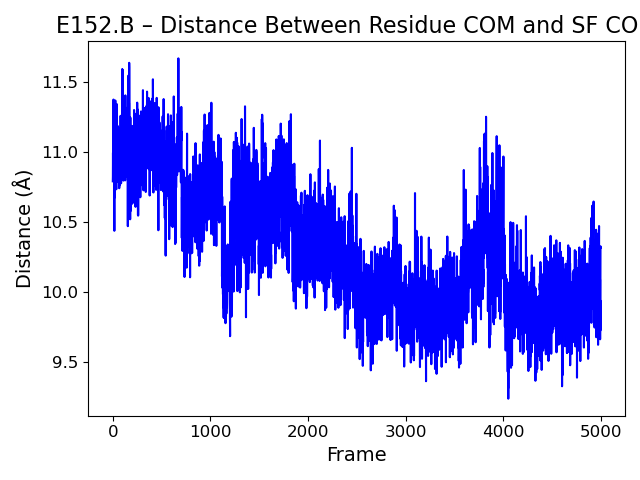 E152.B – Distance Between Residue COM and SF CO
11.5
11.0
10.5
10.0
9.5
Distance (Å)
0 1000 2000 3000 4000 5000
Frame